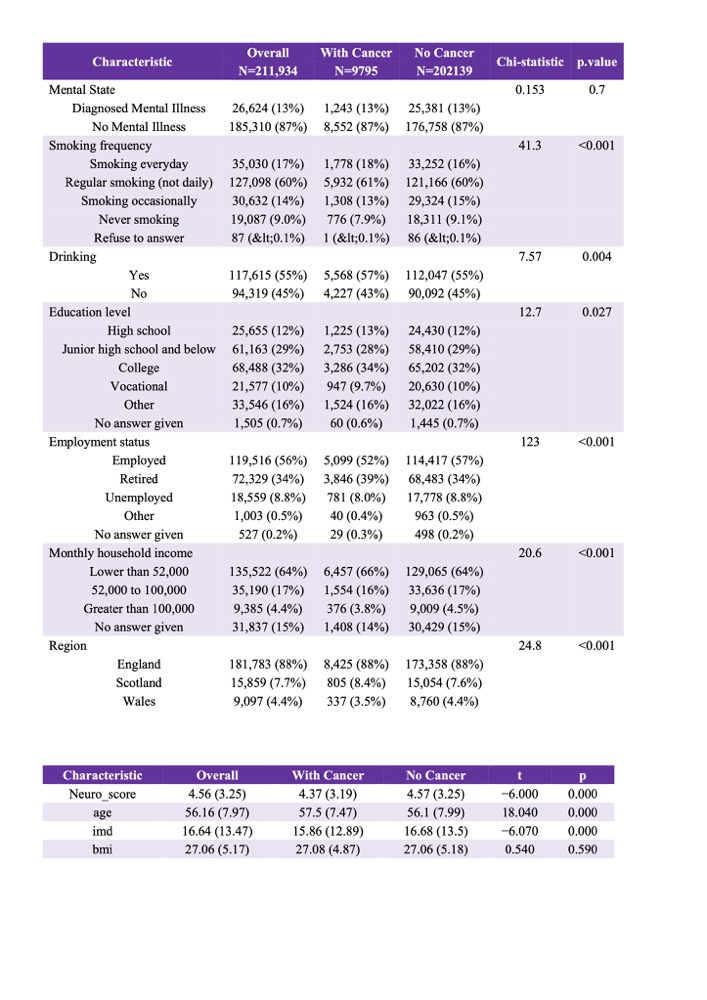 Characteristic Overall N=211,934 With Cancer N=9795 No Cancer N=202139 Chi-statistic p.value
Mental State 0.153 0.7
Diagnosed Mental Illness 26,624 (13%) 1,243 (13%) 25,381 (13%)
No Mental Illness 185,310 (87%) 8,552 (87%) 176,758 (87%)
Smoking frequency 41.3 <0.001
Smoking everyday 35,030 (17%) 1,778 (18%) 33,252 (16%)
Regular smoking (not daily) 127,098 (60%) 5,932 (61%) 121,166 (60%)
Smoking occasionally 30,632 (14%) 1,308 (13%) 29,324 (15%)
Never smoking 19,087 (9.0%) 776 (7.9%) 18,311 (9.1%)
Refuse to answer 87 (&lt;0.1%) 1 (&lt;0.1%) 86 (&lt;0.1%)
Drinking 7.57 0.004
Yes 117,615 (55%) 5,568 (57%) 112,047 (55%)
No 94,319 (45%) 4,227 (43%) 90,092 (45%)
Education level 12.7 0.027
High school 25,655 (12%) 1,225 (13%) 24,430 (12%)
Junior high school and below 61,163 (29%) 2,753 (28%) 58,410 (29%)
College 68,488 (32%) 3,286 (34%) 65,202 (32%)
Vocational 21,577 (10%) 947 (9.7%) 20,630 (10%)
Other 33,546 (16%) 1,524 (16%) 32,022 (16%)
No answer given 1,505 (0.7%) 60 (0.6%) 1,445 (0.7%)
Employment status 123 <0.001
Employed 119,516 (56%) 5,099 (52%) 114,417 (57%)
Retired 72,329 (34%) 3,846 (39%) 68,483 (34%)
Unemployed 18,559 (8.8%) 781 (8.0%) 17,778 (8.8%)
Other 1,003 (0.5%) 40 (0.4%) 963 (0.5%)
No answer given 527 (0.2%) 29 (0.3%) 498 (0.2%)
Monthly household income 20.6 <0.001
Lower than 52,000 135,522 (64%) 6,457 (66%) 129,065 (64%)
52,000 to 100,000 35,190 (17%) 1,554 (16%) 33,636 (17%)
Greater than 100,000 9,385 (4.4%) 376 (3.8%) 9,009 (4.5%)
No answer given 31,837 (15%) 1,408 (14%) 30,429 (15%)
Region 24.8 <0.001
England 181,783 (88%) 8,425 (88%) 173,358 (88%)
Scotland 15,859 (7.7%) 805 (8.4%) 15,054 (7.6%)
Wales 9,097 (4.4%) 337 (3.5%) 8,760 (4.4%)
Characteristic Overall With Cancer No Cancer t p
Neuro_score 4.56 (3.25) 4.37 (3.19) 4.57 (3.25) −6.000 0.000
age 56.16 (7.97) 57.5 (7.47) 56.1 (7.99) 18.040 0.000
imd 16.64 (13.47) 15.86 (12.89) 16.68 (13.5) −6.070 0.000
bmi 27.06 (5.17) 27.08 (4.87) 27.06 (5.18) 0.540 0.590